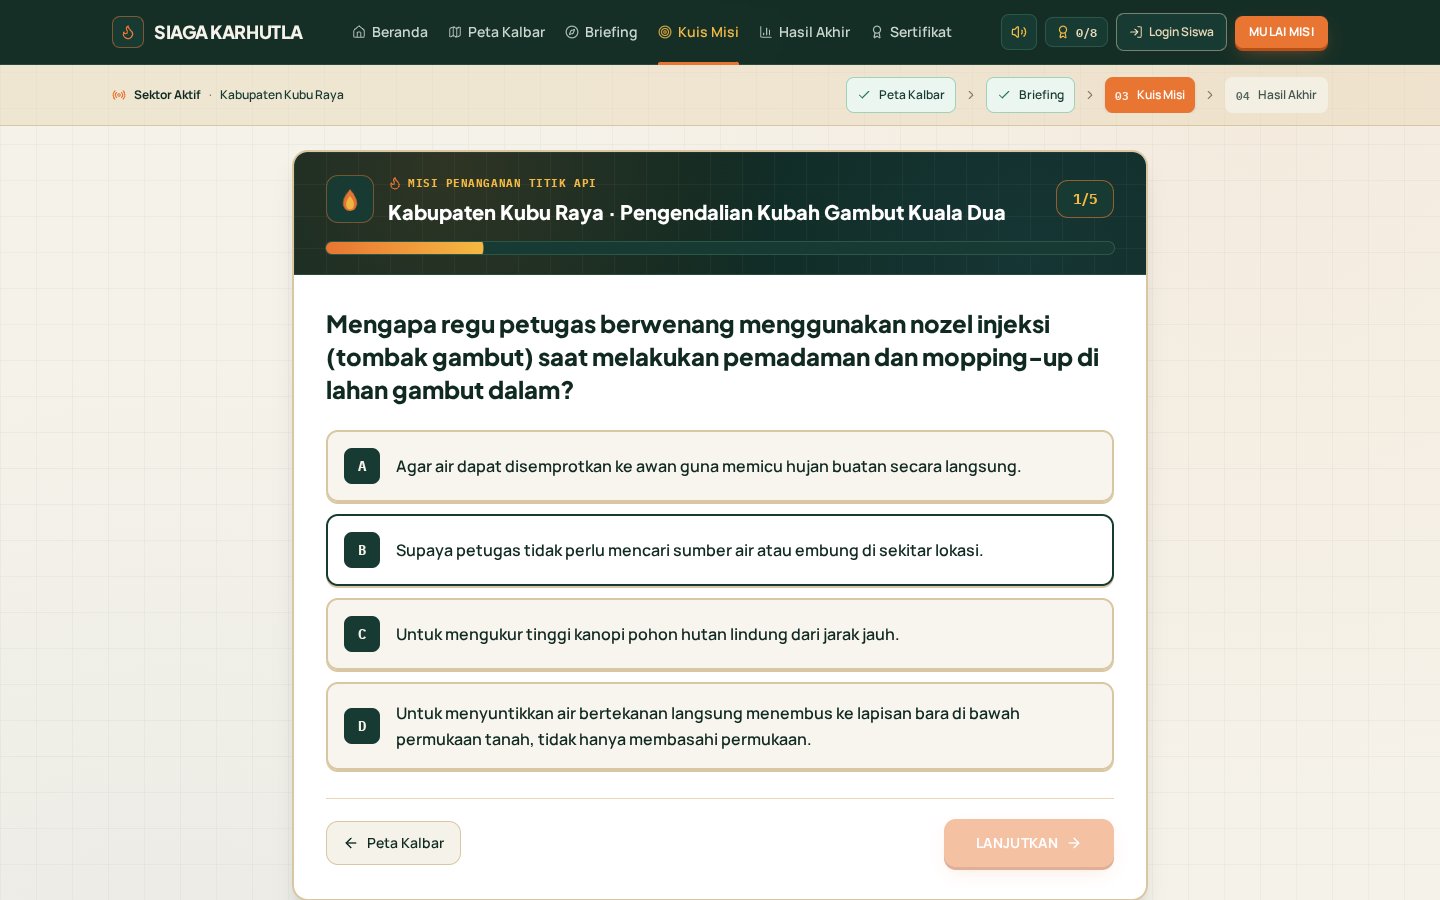 SIAGA KARHUTLA
Beranda
Peta Kalbar
Briefing
Kuis Misi
Hasil Akhir
Sertifikat
0/8
Login Siswa
MULAI MISI
Sektor Aktif · Kabupaten Kubu Raya
Peta Kalbar
Briefing
03 Kuis Misi
04 Hasil Akhir
MISI PENANGANAN TITIK API
Kabupaten Kubu Raya · Pengendalian Kubah Gambut Kuala Dua
1/5
Mengapa regu petugas berwenang menggunakan nozel injeksi
(tombak gambut) saat melakukan pemadaman dan mopping-up di
lahan gambut dalam?
A Agar air dapat disemprotkan ke awan guna memicu hujan buatan secara langsung.
B Supaya petugas tidak perlu mencari sumber air atau embung di sekitar lokasi.
C Untuk mengukur tinggi kanopi pohon hutan lindung dari jarak jauh.
D Untuk menyuntikkan air bertekanan langsung menembus ke lapisan bara di bawah
permukaan tanah, tidak hanya membasahi permukaan.
Peta Kalbar
LANJUTKAN